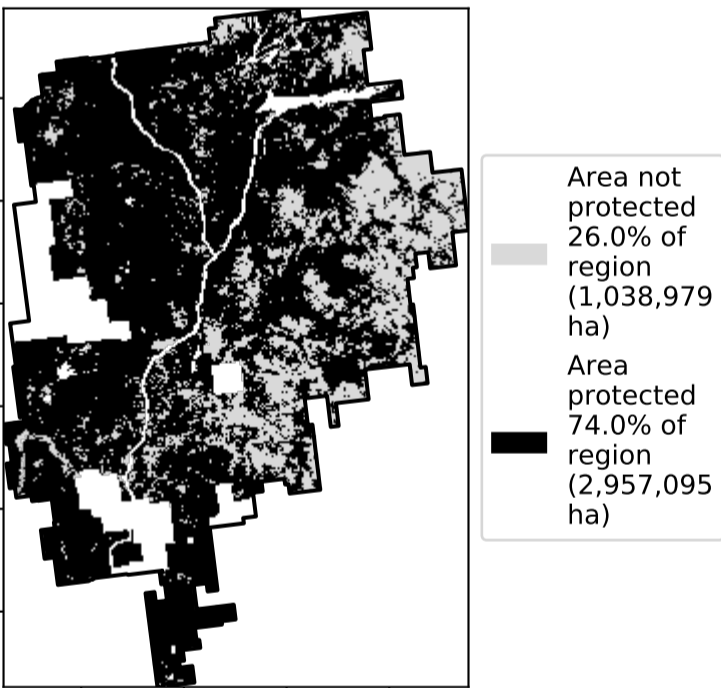 Area not
protected
26.0% of
region
(1,038,979
ha)
Area
protected
74.0% of
region
(2,957,095
ha)